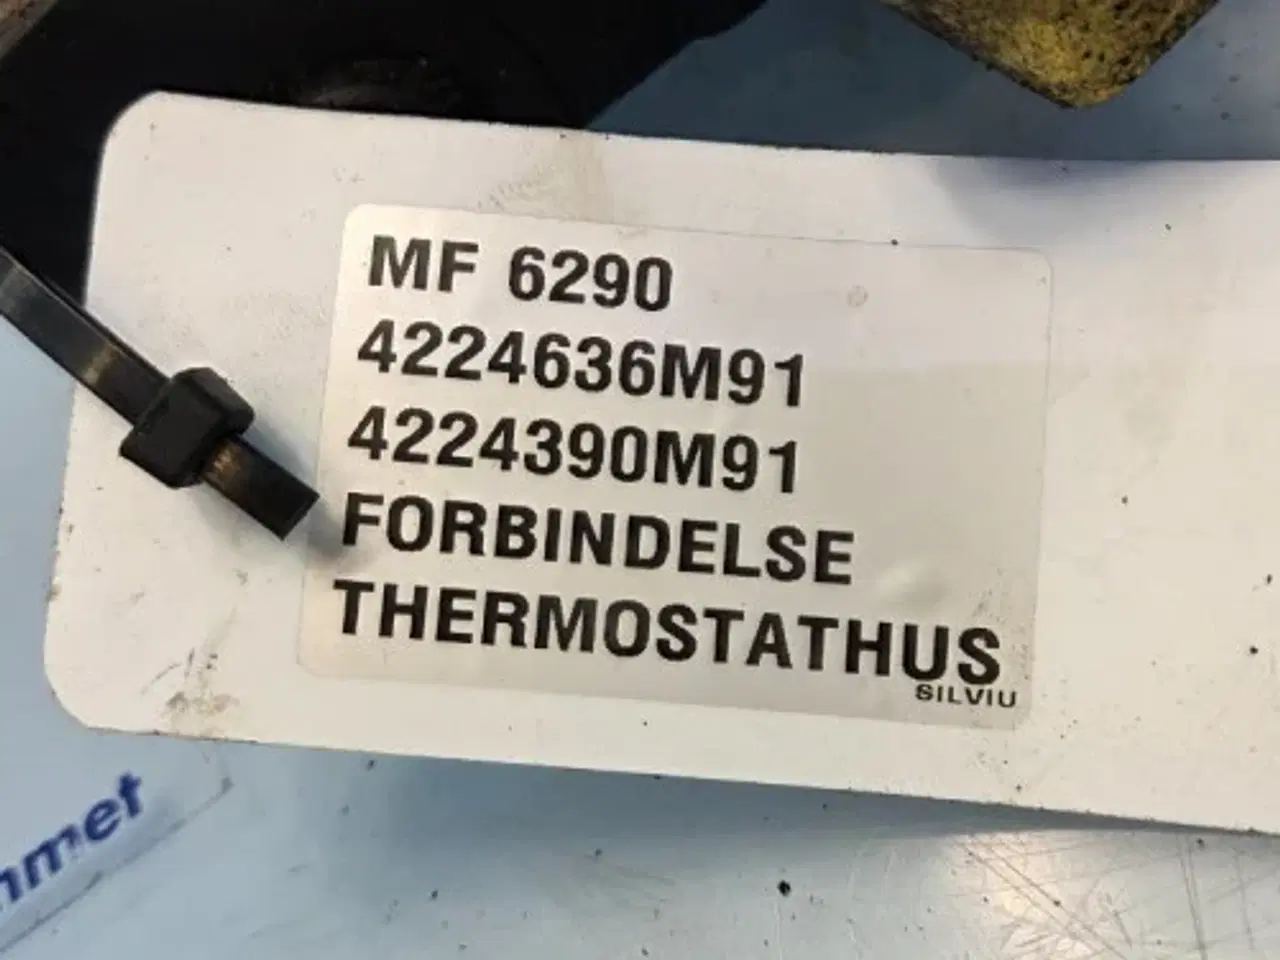 MF 6290
4224636M91
4224390M91
FORBINDELSE
THERMOSTATHUS
SILVIU